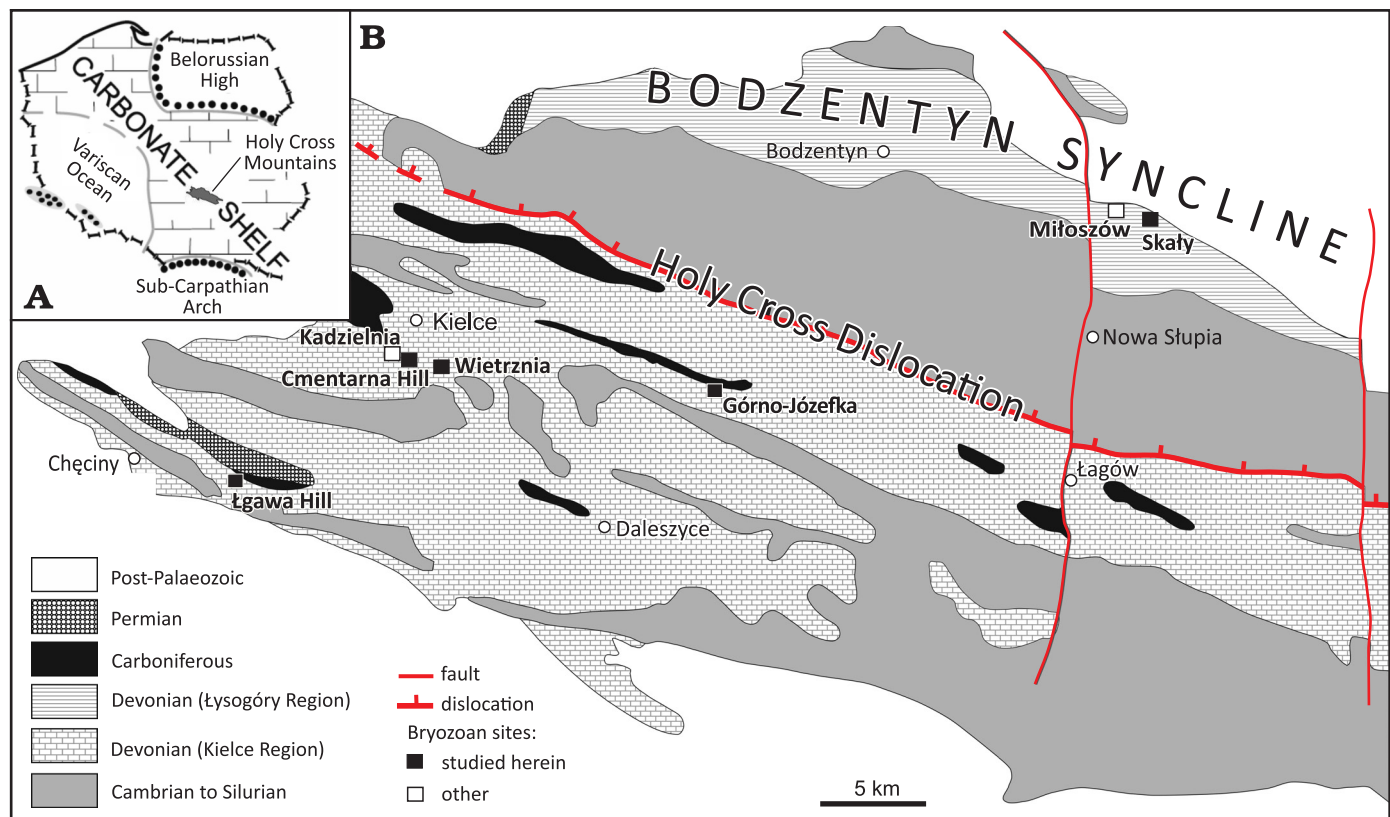 A
Belorussian
High
CARBONATE
SHELF
Holy Cross
Mountains
Variscan
Ocean
Sub-Carpathian
Arch
B
BODZENTYN SYNCLINE
Bodzentyn
Miłoszów
Skały
Holy Cross Dislocation
Nowa Słupia
Kielce
Kadzielnia
Cmentarna Hill
Wietrznia
Górno-Józefka
Chęciny
Łgawa Hill
Łagów
Daleszyce
Post-Palaeozoic
Permian
Carboniferous
Devonian (Łysogóry Region)
Devonian (Kielce Region)
Cambrian to Silurian
fault
dislocation
Bryozoan sites:
studied herein
other
5 km